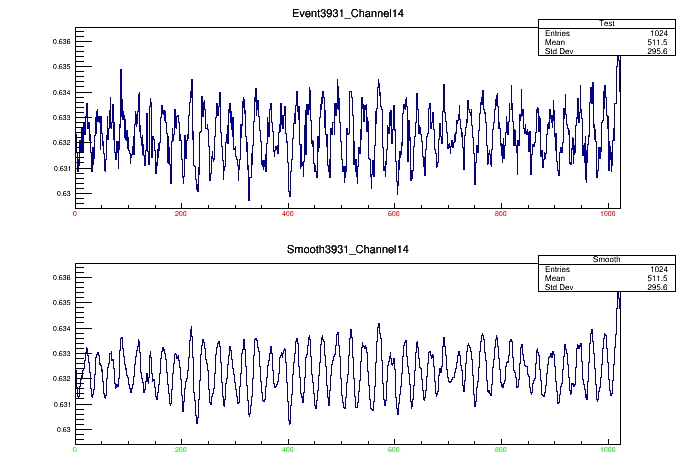 Event3931_Channel14
Test
Entries 1024
Mean 511.5
Std Dev 295.6
0.636
0.635
0.634
0.633
0.632
0.631
0.63
0 200 400 600 800 1000
Smooth3931_Channel14
Smooth
Entries 1024
Mean 511.5
Std Dev 295.6
0.636
0.635
0.634
0.633
0.632
0.631
0.63
0 200 400 600 800 1000